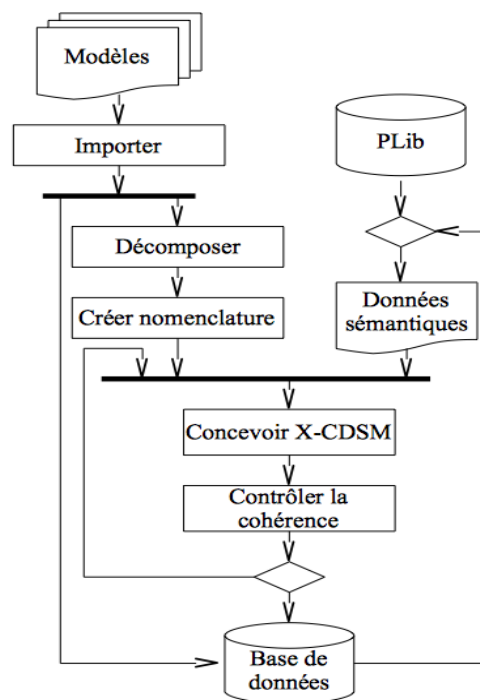 Modèles
Importer
PLib
Décomposer
Créer nomenclature
Données
sémantiques
Concevoir X-CDSM
Contrôler la
cohérence
Base de
données